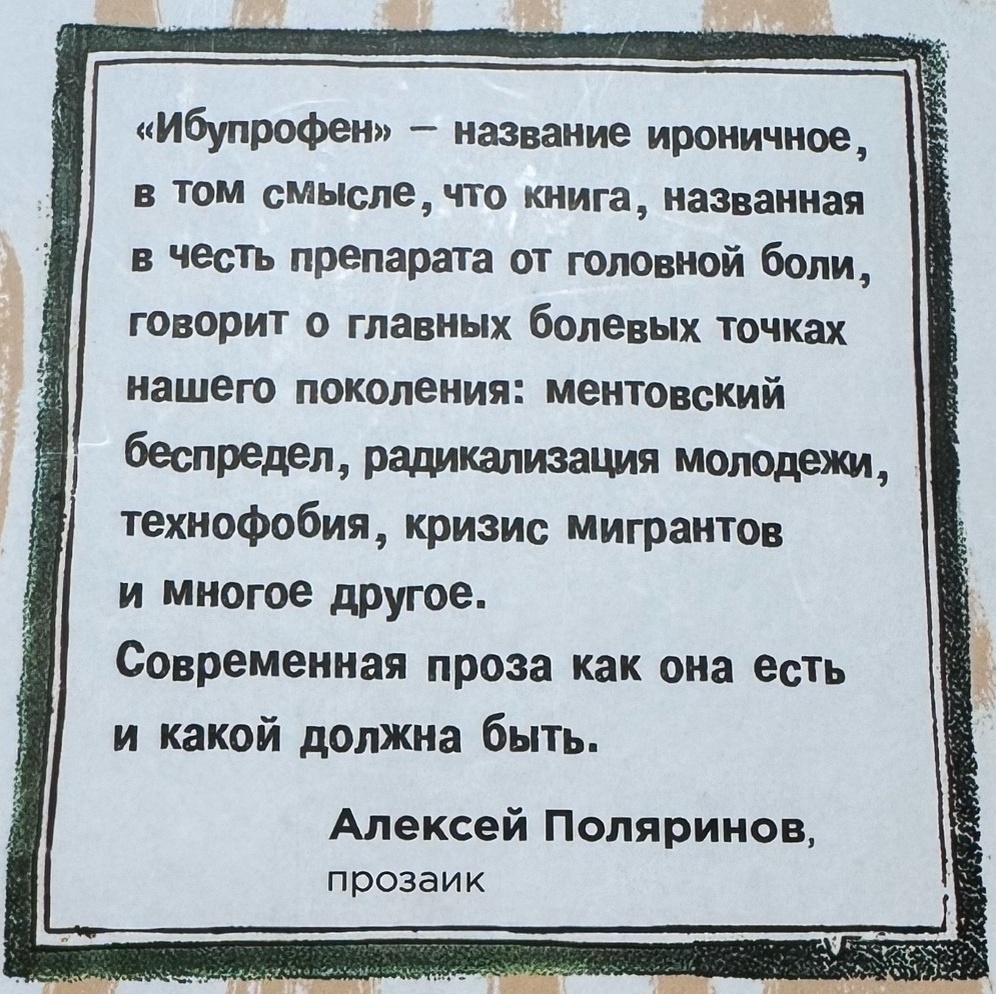 «Ибупрофен» – название ироничное,
в том смысле, что книга, названная
в честь препарата от головной боли,
говорит о главных болевых точках
нашего поколения: ментовский
беспредел, радикализация молодежи,
технофобия, кризис мигрантов
и многое другое.
Современная проза как она есть
и какой должна быть.
Алексей Поляринов,
прозаик